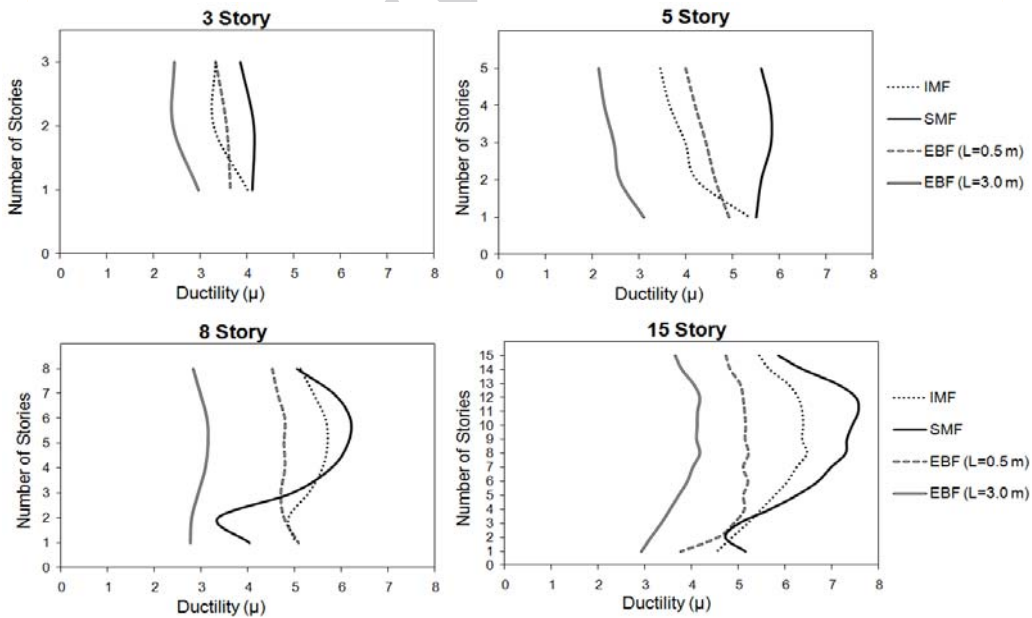 3 Story
Number of Stories
3
2
1
0
0 1 2 3 4 5 6 7 8
Ductility (µ)
5 Story
Number of Stories
5
4
3
2
1
0
0 1 2 3 4 5 6 7 8
Ductility (µ)
IMF
SMF
EBF (L=0.5 m)
EBF (L=3.0 m)
8 Story
Number of Stories
8
7
6
5
4
3
2
1
0
0 1 2 3 4 5 6 7 8
Ductility (µ)
15 Story
Number of Stories
15
14
13
12
11
10
9
8
7
6
5
4
3
2
1
0
0 1 2 3 4 5 6 7 8
Ductility (µ)
IMF
SMF
EBF (L=0.5 m)
EBF (L=3.0 m)